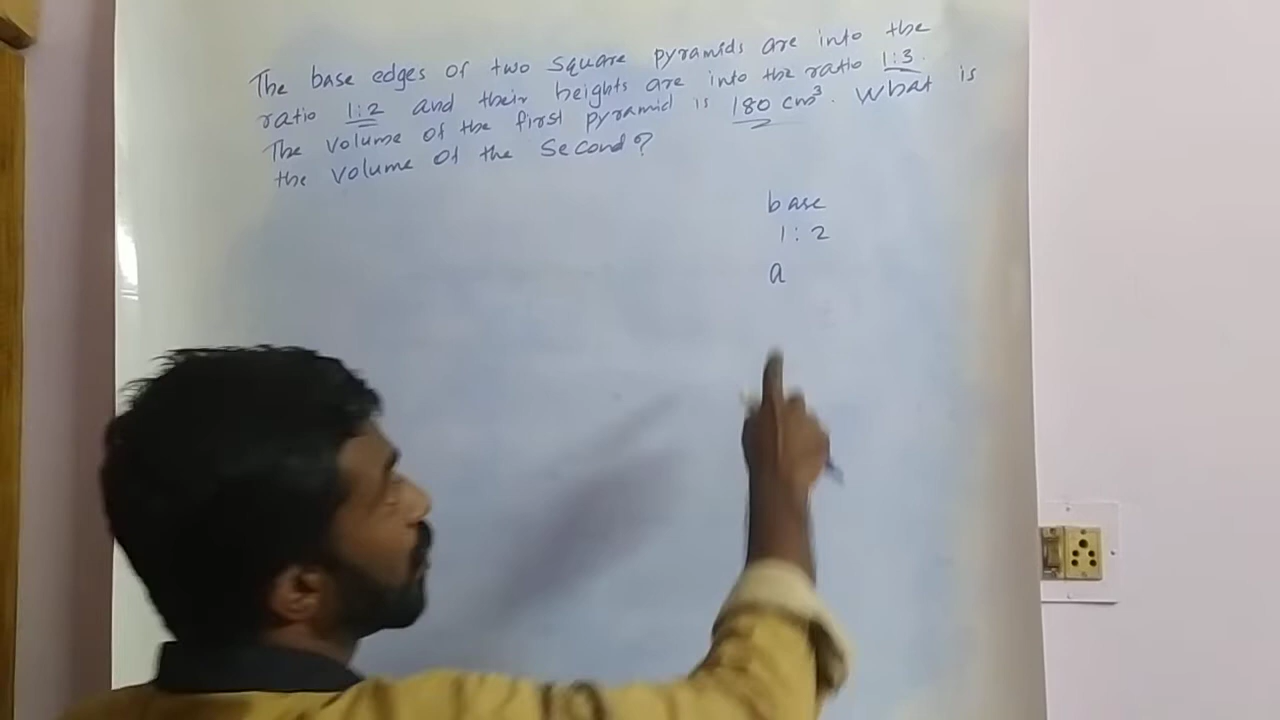 The base edges of two square pyramids are into the
ratio 1:2 and their heights are into the ratio 1:3.
The volume of the first pyramid is 180 cm³. What is
the volume of the second?
base
1:2
a